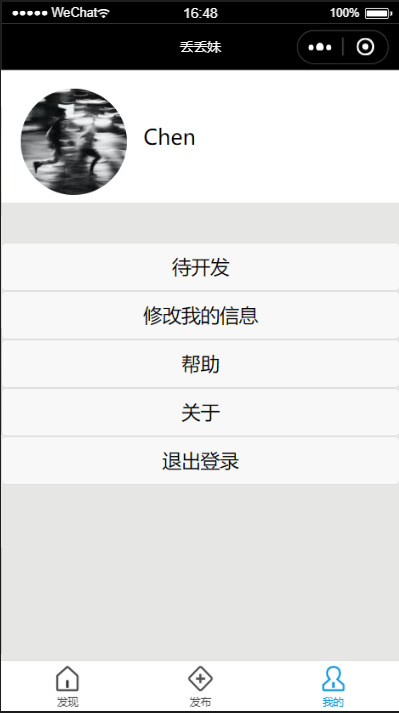 WeChat 16:48 100%
丢丢妹
Chen
待开发
修改我的信息
帮助
关于
退出登录
发现 发布 我的